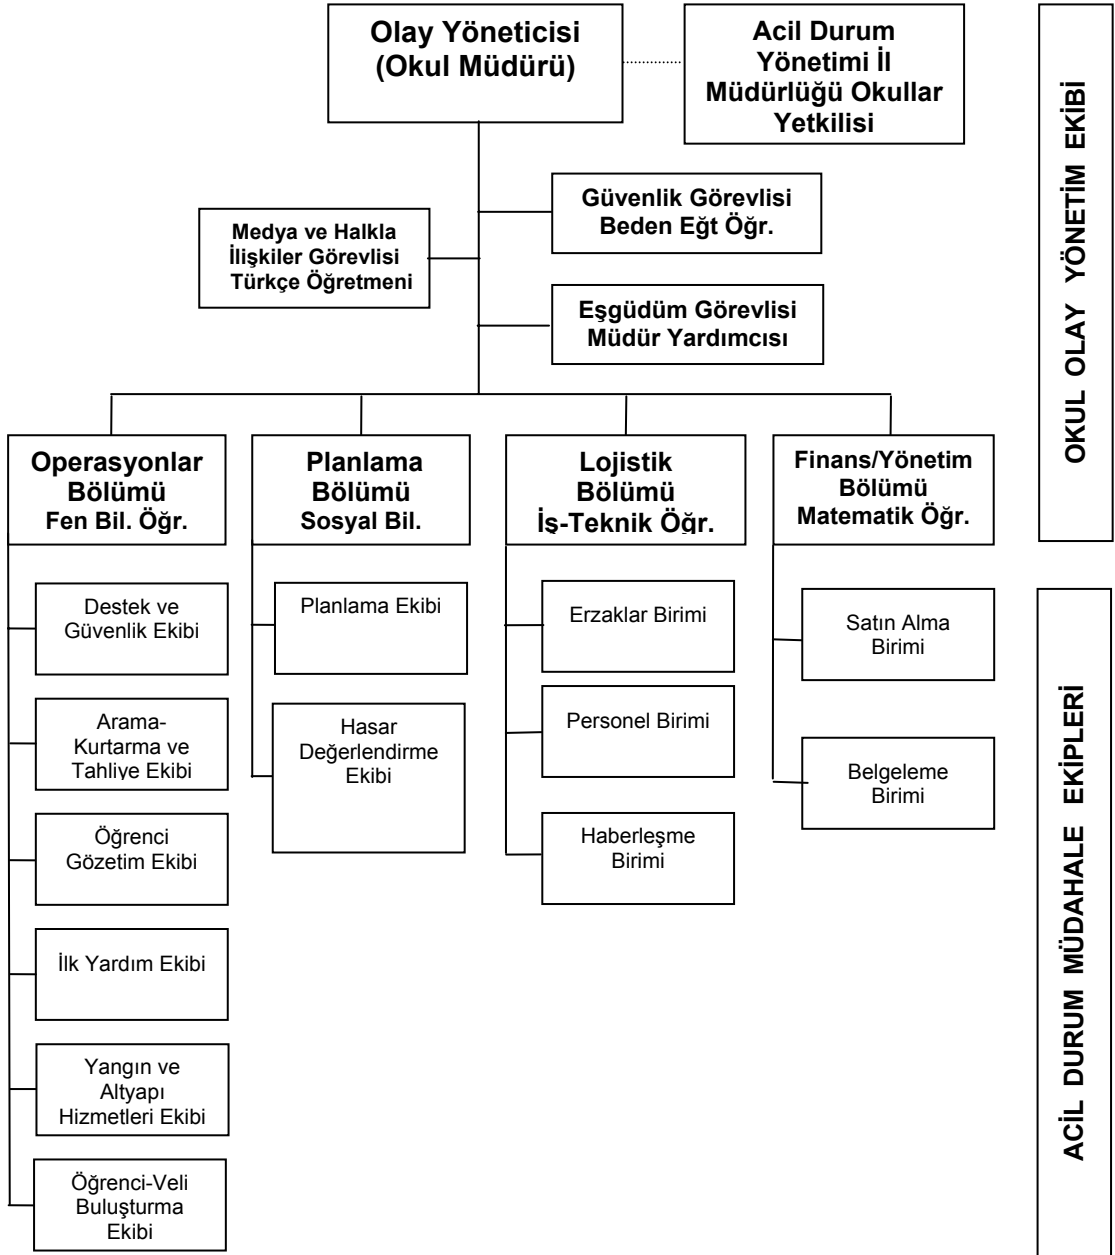 Olay Yöneticisi
(Okul Müdürü)
Acil Durum
Yönetimi İl
Müdürlüğü Okullar
Yetkilisi
OKUL OLAY YÖNETİM EKİBİ
Güvenlik Görevlisi
Beden Eğt Öğr.
Medya ve Halkla
İlişkiler Görevlisi
Türkçe Öğretmeni
Eşgüdüm Görevlisi
Müdür Yardımcısı
Operasyonlar
Bölümü
Fen Bil. Öğr.
Planlama
Bölümü
Sosyal Bil.
Lojistik
Bölümü
İş-Teknik Öğr.
Finans/Yönetim
Bölümü
Matematik Öğr.
Destek ve
Güvenlik Ekibi
Arama-
Kurtarma ve
Tahliye Ekibi
Öğrenci
Gözetim Ekibi
İlk Yardım Ekibi
Yangın ve
Altyapı
Hizmetleri Ekibi
Öğrenci-Veli
Buluşturma
Ekibi
Planlama Ekibi
Hasar
Değerlendirme
Ekibi
Erzaklar Birimi
Personel Birimi
Haberleşme
Birimi
Satın Alma
Birimi
Belgeleme
Birimi
ACİL DURUM MÜDAHALE EKİPLERİ